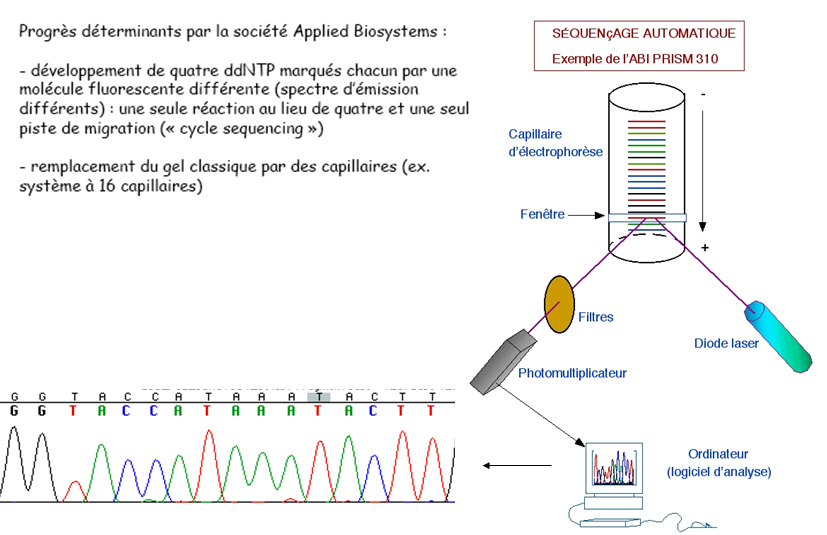 Progrès déterminants par la société Applied Biosystems :
- développement de quatre ddNTP marqués chacun par une
molécule fluorescente différente (spectre d'émission
différents) : une seule réaction au lieu de quatre et une seul
piste de migration (« cycle sequencing »)
- remplacement du gel classique par des capillaires (ex.
système à 16 capillaires)
SÉQUENçAGE AUTOMATIQUE
Exemple de l'ABI PRISM 310
-
Capillaire
d'électrophorèse
Fenêtre
+
Filtres
Diode laser
Photomultiplicateur
Ordinateur
(logiciel d'analyse)
G G T A C C A T A A A T A C T T
G G T A C C A T A A A T A C T T